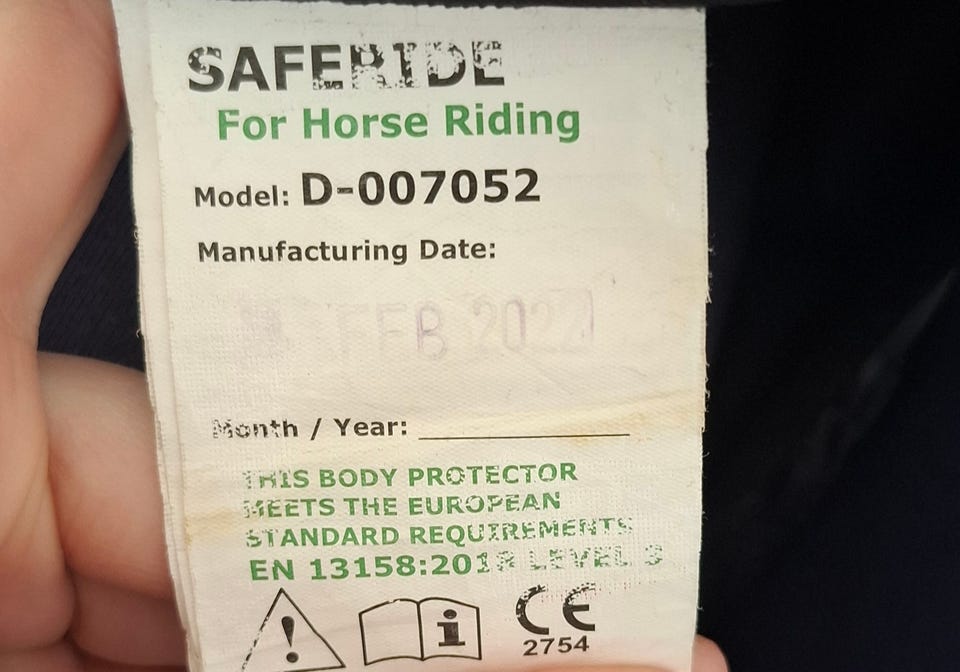 SAFERIDE
For Horse Riding
Model: D-007052
Manufacturing Date:
FEB
Month / Year:
THIS BODY PROTECTOR
MEETS THE EUROPEAN
STANDARD REQUIREMENTS
EN 13158:2018 LEVEL 3
i
CE
2754